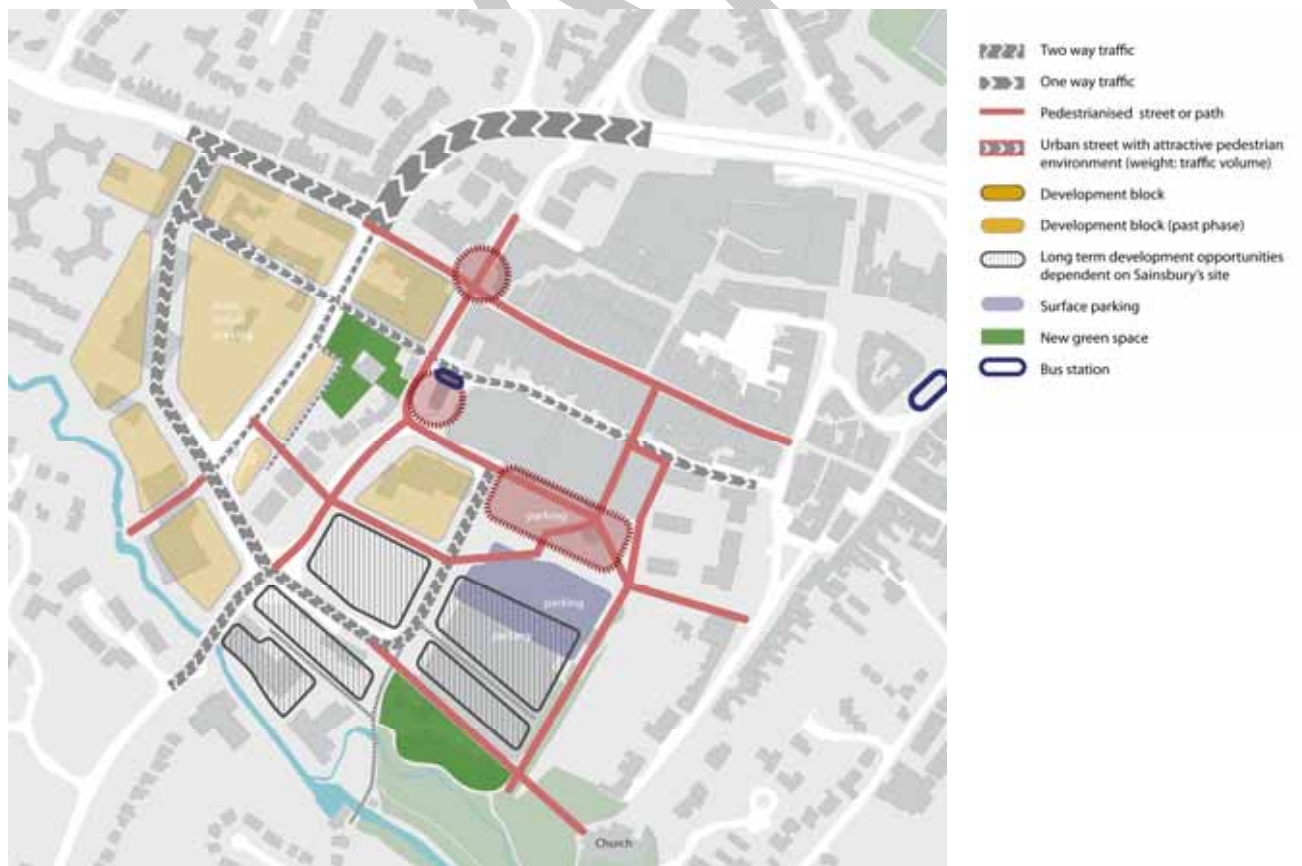 Two way traffic
One way traffic
Pedestrianised street or path
Urban street with attractive pedestrian
environment (weight: traffic volume)
Development block
Development block (past phase)
Long term development opportunities
dependent on Sainsbury's site
Surface parking
New green space
Bus station
parking
parking
parking
Church